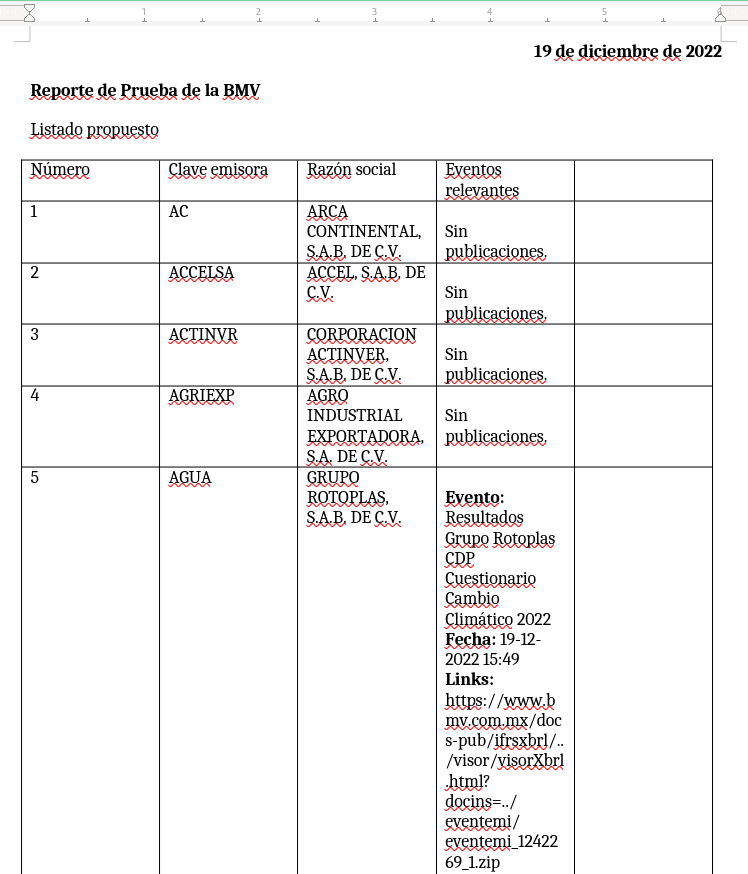 1 2 3 4 5 6
19 de diciembre de 2022
Reporte de Prueba de la BMV
Listado propuesto
Número Clave emisora Razón social Eventos
relevantes
1 AC ARCA
CONTINENTAL,
S.A.B. DE C.V.
Sin
publicaciones.
2 ACCELSA ACCEL, S.A.B. DE
C.V.
Sin
publicaciones.
3 ACTINVR CORPORACION
ACTINVER,
S.A.B. DE C.V.
Sin
publicaciones.
4 AGRIEXP AGRO
INDUSTRIAL
EXPORTADORA,
S.A. DE C.V.
Sin
publicaciones.
5 AGUA GRUPO
ROTOPLAS,
S.A.B. DE C.V.
Evento:
Resultados
Grupo Rotoplas
CDP
Cuestionario
Cambio
Climático 2022
Fecha: 19-12-
2022 15:49
Links:
https://www.b
mv.com.mx/doc
s-pub/ifrsxbrl/..
/visor/visorXbrl
.html?
docins=../
eventemi/
eventemi_12422
69_1.zip